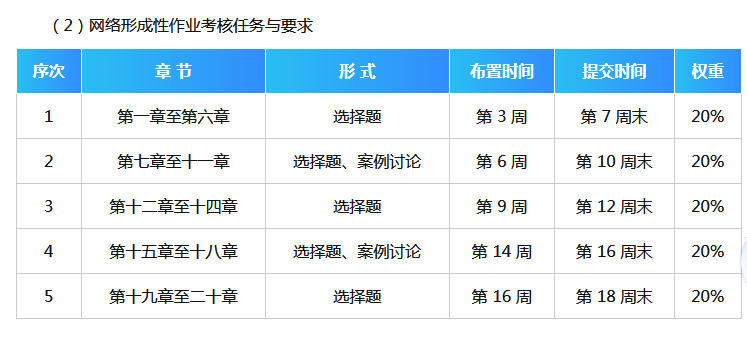 （2）网络形成性作业考核任务与要求
序次 章 节 形 式 布置时间 提交时间 权重
1 第一章至第六章 选择题 第 3 周 第 7 周末 20%
2 第七章至十一章 选择题、案例讨论 第 6 周 第 10 周末 20%
3 第十二章至十四章 选择题 第 9 周 第 12 周末 20%
4 第十五章至十八章 选择题、案例讨论 第 14 周 第 16 周末 20%
5 第十九章至二十章 选择题 第 16 周 第 18 周末 20%